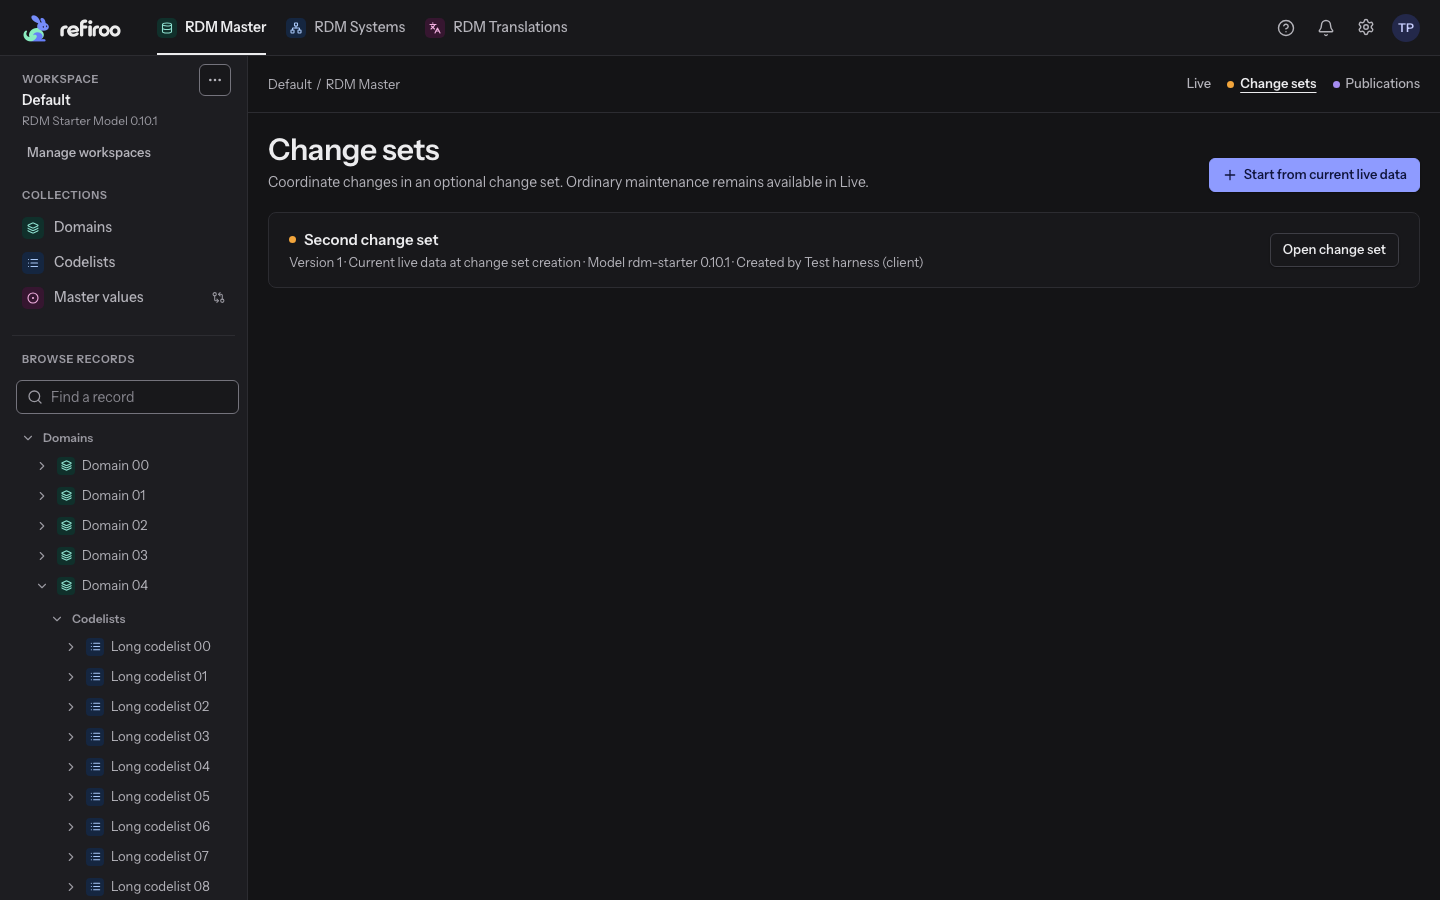 refiroo
RDM Master
RDM Systems
RDM Translations
TP
WORKSPACE
Default
RDM Starter Model 0.10.1
Manage workspaces
COLLECTIONS
Domains
Codelists
Master values
BROWSE RECORDS
Find a record
Domains
Domain 00
Domain 01
Domain 02
Domain 03
Domain 04
Codelists
Long codelist 00
Long codelist 01
Long codelist 02
Long codelist 03
Long codelist 04
Long codelist 05
Long codelist 06
Long codelist 07
Long codelist 08
Default / RDM Master
Live
Change sets
Publications
Change sets
Coordinate changes in an optional change set. Ordinary maintenance remains available in Live.
Start from current live data
Second change set
Version 1 · Current live data at change set creation · Model rdm-starter 0.10.1 · Created by Test harness (client)
Open change set